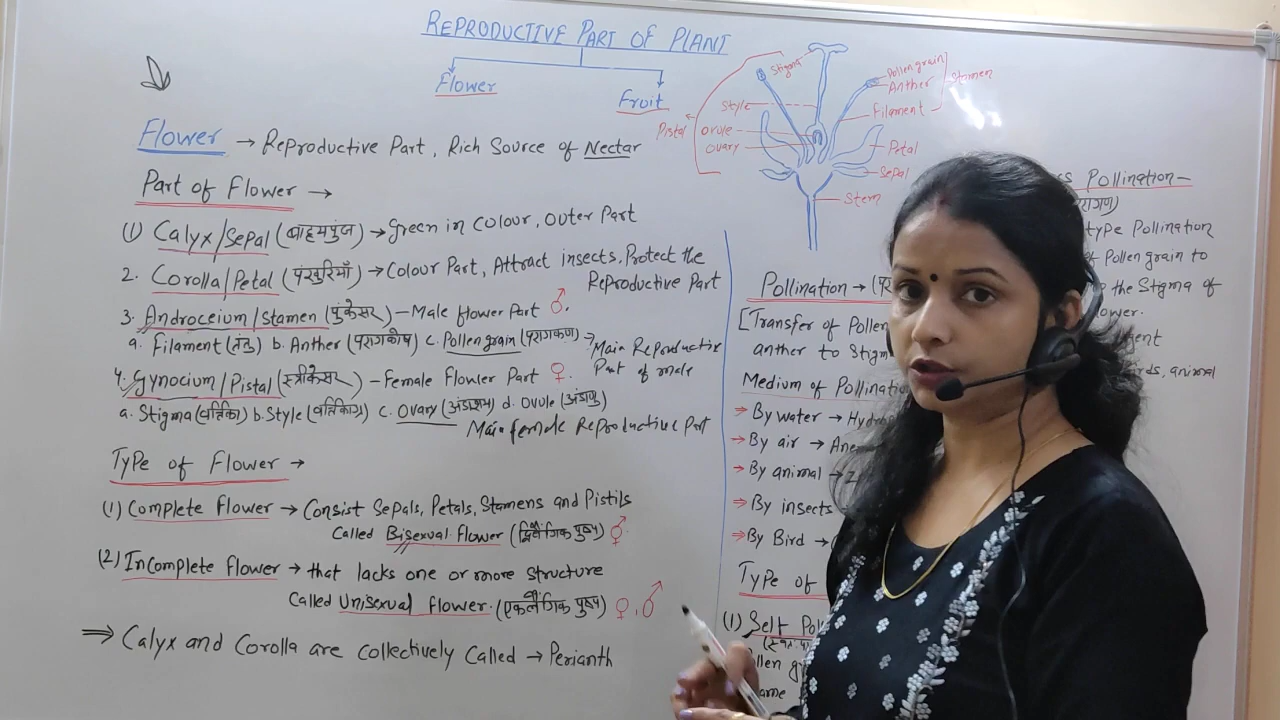 REPRODUCTIVE PART OF PLANT
Flower
Fruit
Flower → Reproductive Part, Rich Source of Nectar
Part of Flower →
(1) Calyx/Sepal (बाह्यपुंज) → Green in Colour, Outer Part
2. Corolla/Petal (पंखुरियाँ) → Colour Part, Attract insects, Protect the
Reproductive Part
3. Androceium/Stamen (पुंकेसर) – Male flower Part ♂.
a. Filament (तंतु) b. Anther (परागकोष) c. Pollen grain (परागकण) →
Main Reproductive
Part of male
4. Gynocium/Pistal (स्त्रीकेसर) – Female Flower Part ♀.
a. Stigma (वर्तिका) b. Style (वर्तिकाग्र) c. Ovary (अंडाशय) d. Ovule (अंडाणु)
Main female Reproductive Part
Type of Flower →
(1) Complete Flower → Consist Sepals, Petals, Stamens and Pistils
Called Bisexual Flower (द्विलैंगिक पुष्प)
(2) Incomplete Flower → that lacks one or more structure
Called Unisexual flower. (एकलैंगिक पुष्प) ♀, ♂
⇒ Calyx and Corolla are collectively Called → Perianth
Stigma
Pollen grain
Anther
Stamen
Filament
Style
Pistal
Ovule
Ovary
Petal
Sepal
Stem
Pollination →
[Transfer of Pollen
anther to Stigm
Medium of Pollinatio
⇒ By water → Hydro
⇒ By air → Ane
⇒ By animal →
⇒ By insects
⇒ By Bird →
Type of
(1) Self Poll
Pollination –
type Pollination
of Pollen grain to
the Stigma of
animal